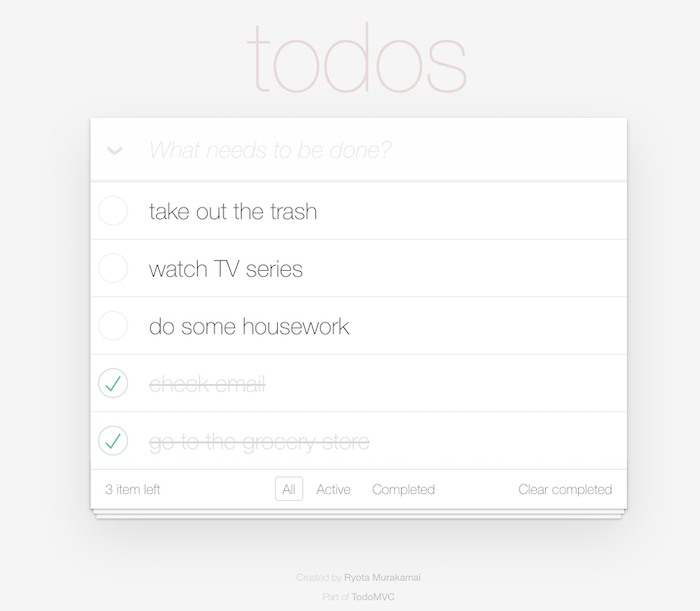 todos
What needs to be done?
take out the trash
watch TV series
do some housework
check email
go to the grocery store
3 item left All Active Completed Clear completed
Created by Ryota Murakamai
Part of TodoMVC